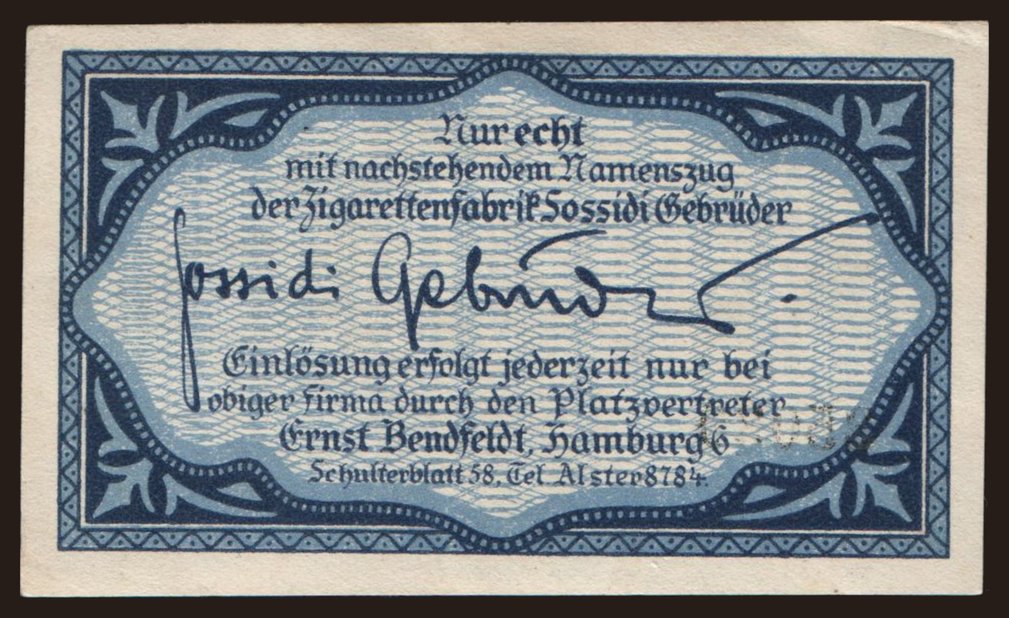 Nur echt
mit nachstehendem Namenszug
der Zigarettenfabrik Sossidi Gebrüder
Sossidi Gebrüder
Einlösung erfolgt jederzeit nur bei
obiger Firma durch den Platzvertreter
Ernst Bendfeldt, Hamburg 6
Schulterblatt 58. Tel. Alster 8784.